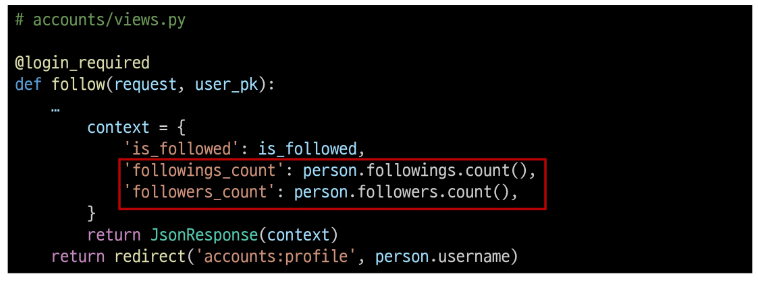 # accounts/views.py
@login_required
def follow(request, user_pk):
…
context = {
'is_followed': is_followed,
'followings_count': person.followings.count(),
'followers_count': person.followers.count(),
}
return JsonResponse(context)
return redirect('accounts:profile', person.username)